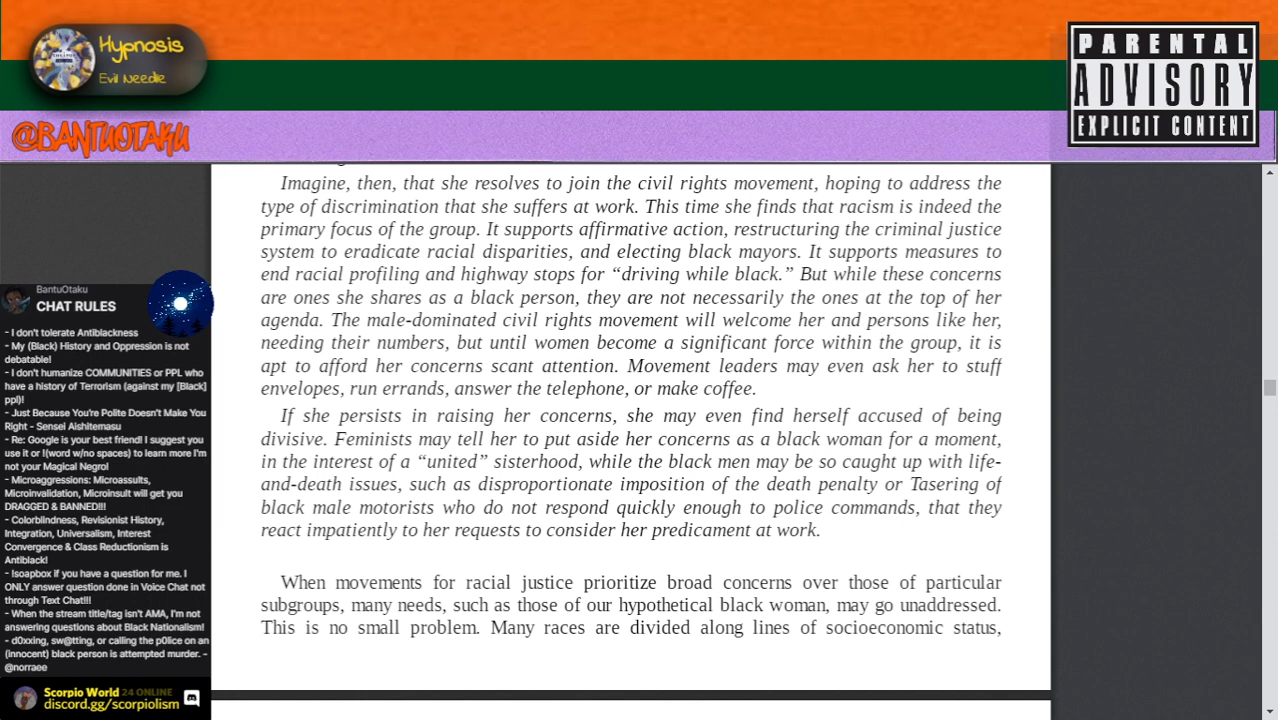 Hypnosis
Evil Needle
PARENTAL
ADVISORY
EXPLICIT CONTENT
@BANTUOTAKU
Imagine, then, that she resolves to join the civil rights movement, hoping to address the
type of discrimination that she suffers at work. This time she finds that racism is indeed the
primary focus of the group. It supports affirmative action, restructuring the criminal justice
system to eradicate racial disparities, and electing black mayors. It supports measures to
end racial profiling and highway stops for “driving while black.” But while these concerns
are ones she shares as a black person, they are not necessarily the ones at the top of her
agenda. The male-dominated civil rights movement will welcome her and persons like her,
needing their numbers, but until women become a significant force within the group, it is
apt to afford her concerns scant attention. Movement leaders may even ask her to stuff
envelopes, run errands, answer the telephone, or make coffee.
If she persists in raising her concerns, she may even find herself accused of being
divisive. Feminists may tell her to put aside her concerns as a black woman for a moment,
in the interest of a “united” sisterhood, while the black men may be so caught up with life-
and-death issues, such as disproportionate imposition of the death penalty or Tasering of
black male motorists who do not respond quickly enough to police commands, that they
react impatiently to her requests to consider her predicament at work.
When movements for racial justice prioritize broad concerns over those of particular
subgroups, many needs, such as those of our hypothetical black woman, may go unaddressed.
This is no small problem. Many races are divided along lines of socioeconomic status,
BantuOtaku
CHAT RULES
- I don't tolerate Antiblackness
- My (Black) History and Oppression is not
debatable!
- I don't humanize COMMUNITIES or PPL who
have a history of Terrorism (against my [Black]
ppl)!
- Just Because You're Polite Doesn't Make You
Right - Sensei Aishitemasu
- Re: Google is your best friend! I suggest you
use it or !(word w/no spaces) to learn more I'm
not your Magical Negro!
- Microaggressions: Microassults,
Microinvalidation, Microinsult will get you
DRAGGED & BANNED!!!
- Colorblindness, Revisionist History,
Integration, Universalism, Interest
Convergence & Class Reductionism is
Antiblack!
- !soapbox if you have a question for me. I
ONLY answer question done in Voice Chat not
through Text Chat!!!
- When the stream title/tag isn't AMA, I'm not
answering questions about Black Nationalism!
- d0xxing, sw@tting, or calling the p0lice on an
(innocent) black person is attempted murder. -
@norraee
Scorpio World 24 ONLINE
discord.gg/scorpiolism